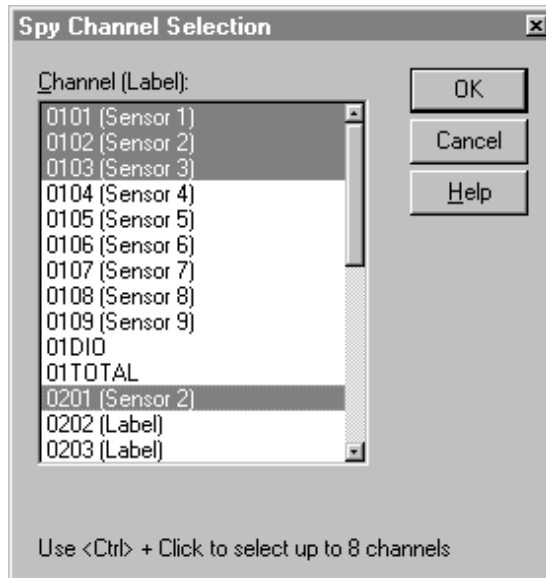 Spy Channel Selection
Channel (Label):
0101 (Sensor 1)
0102 (Sensor 2)
0103 (Sensor 3)
0104 (Sensor 4)
0105 (Sensor 5)
0106 (Sensor 6)
0107 (Sensor 7)
0108 (Sensor 8)
0109 (Sensor 9)
01DIO
01TOTAL
0201 (Sensor 2)
0202 (Label)
0203 (Label)
OK
Cancel
Help
Use <Ctrl> + Click to select up to 8 channels